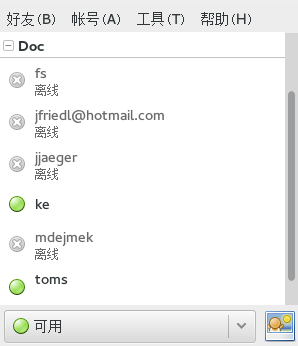 好友(B) 帐号(A) 工具(T) 帮助(H)
Doc
fs
离线
jfriedl@hotmail.com
离线
jjaeger
离线
ke
mdejmek
离线
toms
可用